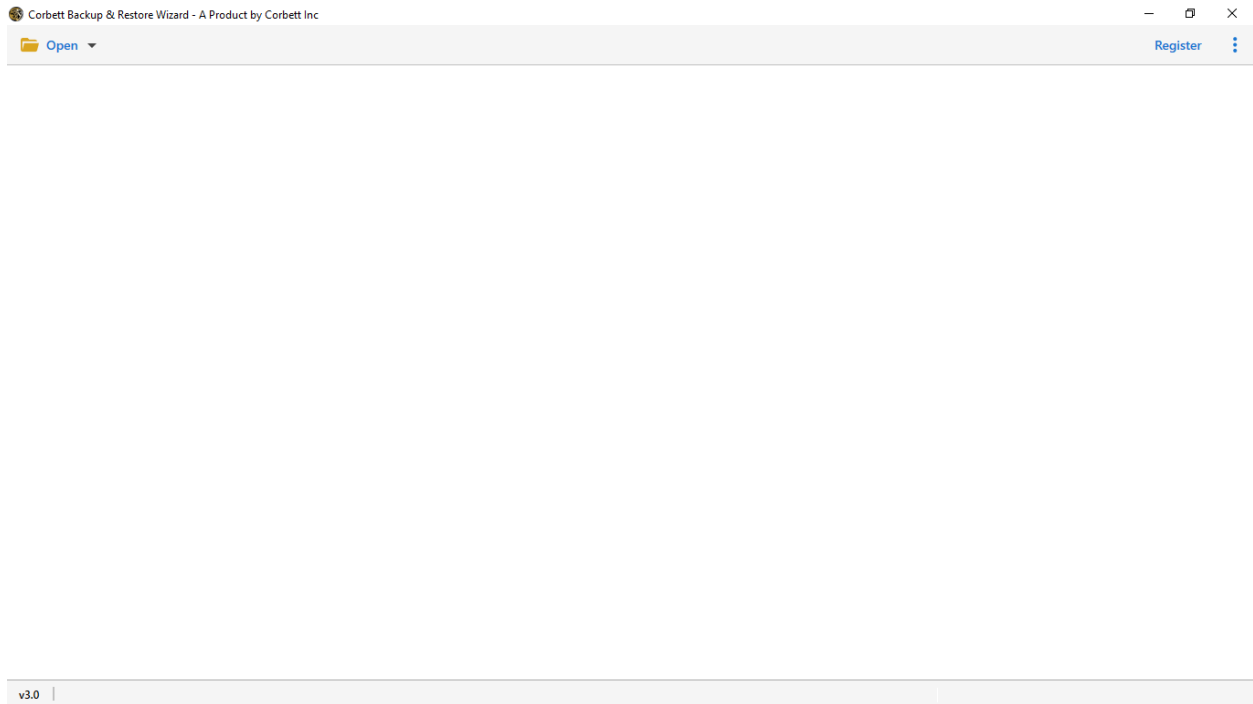 Corbett Backup & Restore Wizard - A Product by Corbett Inc
Open
Register
v3.0